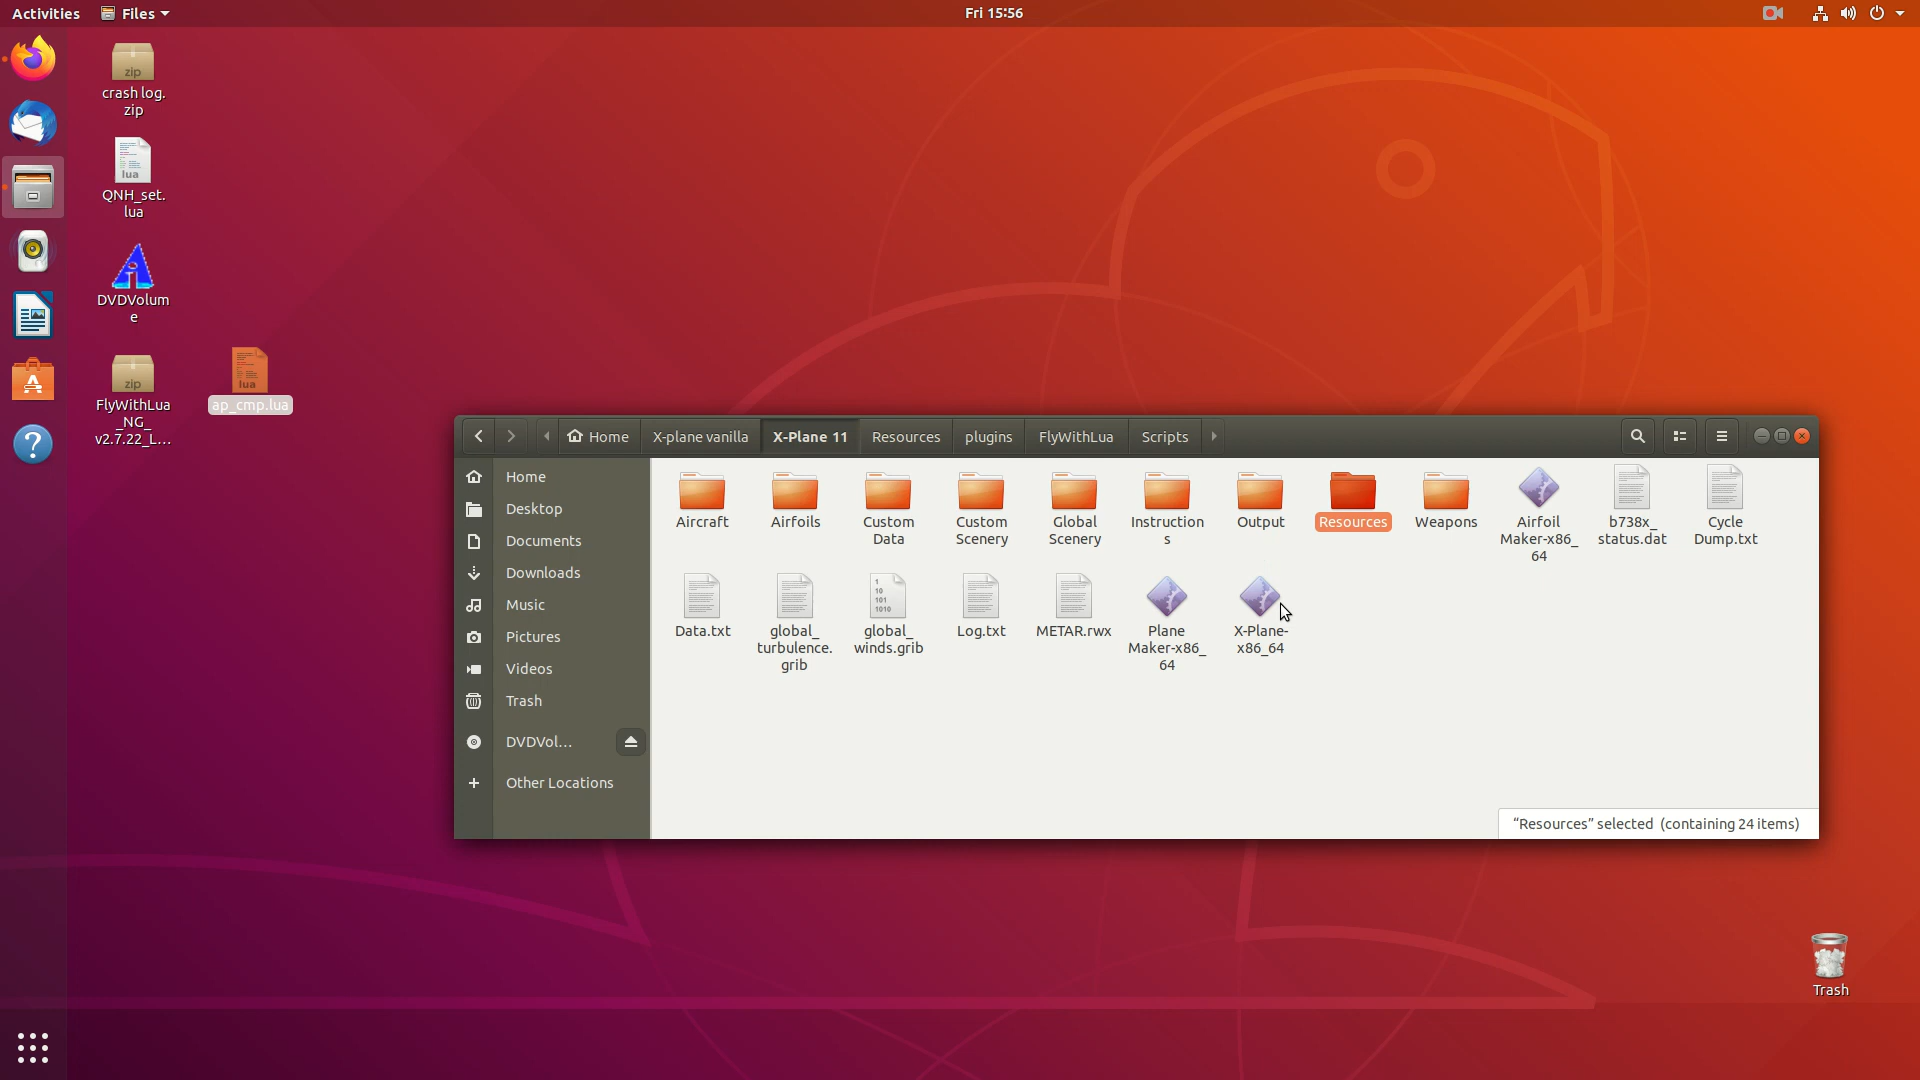 Activities
Files
Fri 15:56
zip
crash log.
zip
lua
QNH_set.
lua
DVDVolum
e
zip
FlyWithLua
_NG_
v2.7.22_L...
lua
ap_cmp.lua
Home
X-plane vanilla
X-Plane 11
Resources
plugins
FlyWithLua
Scripts
Home
Desktop
Documents
Downloads
Music
Pictures
Videos
Trash
DVDVol...
Other Locations
Aircraft
Airfoils
Custom
Data
Custom
Scenery
Global
Scenery
Instruction
s
Output
Resources
Weapons
Airfoil
Maker-x86_
64
b738x_
status.dat
Cycle
Dump.txt
Data.txt
global_
turbulence.
grib
1
10
101
1010
global_
winds.grib
Log.txt
METAR.rwx
Plane
Maker-x86_
64
X-Plane-
x86_64
“Resources” selected (containing 24 items)
Trash